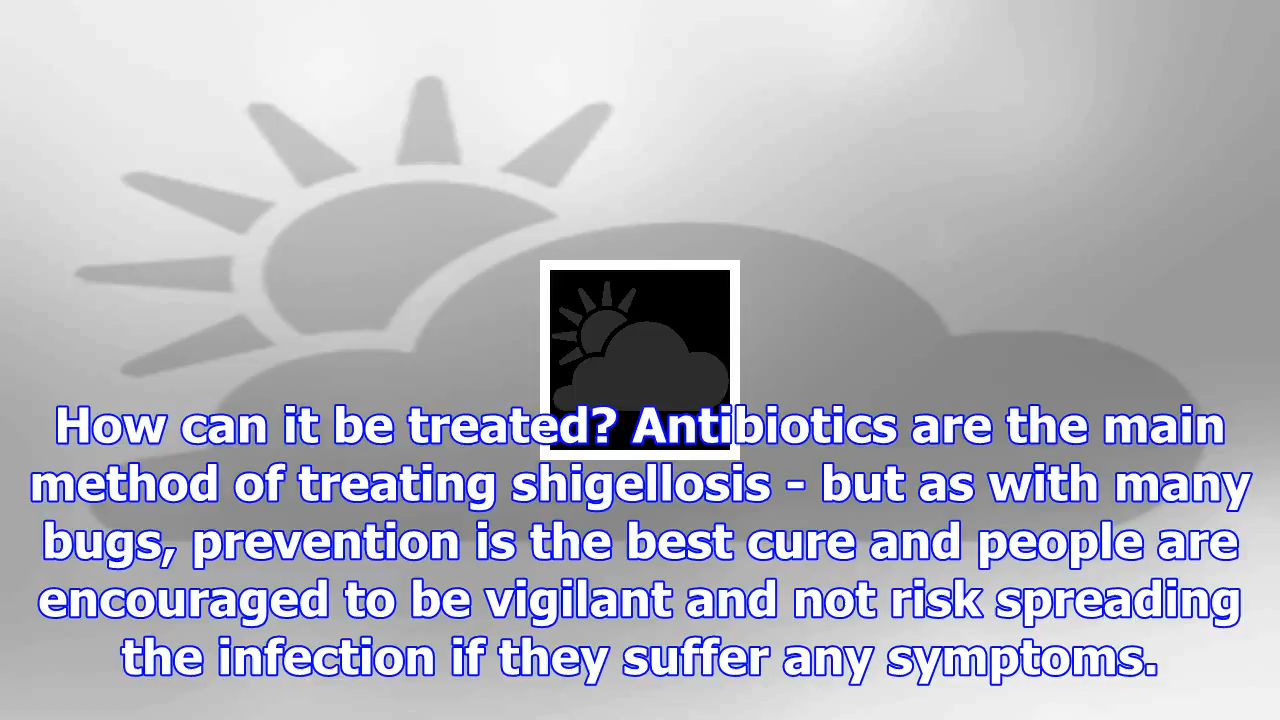 How can it be treated? Antibiotics are the main
method of treating shigellosis - but as with many
bugs, prevention is the best cure and people are
encouraged to be vigilant and not risk spreading
the infection if they suffer any symptoms.